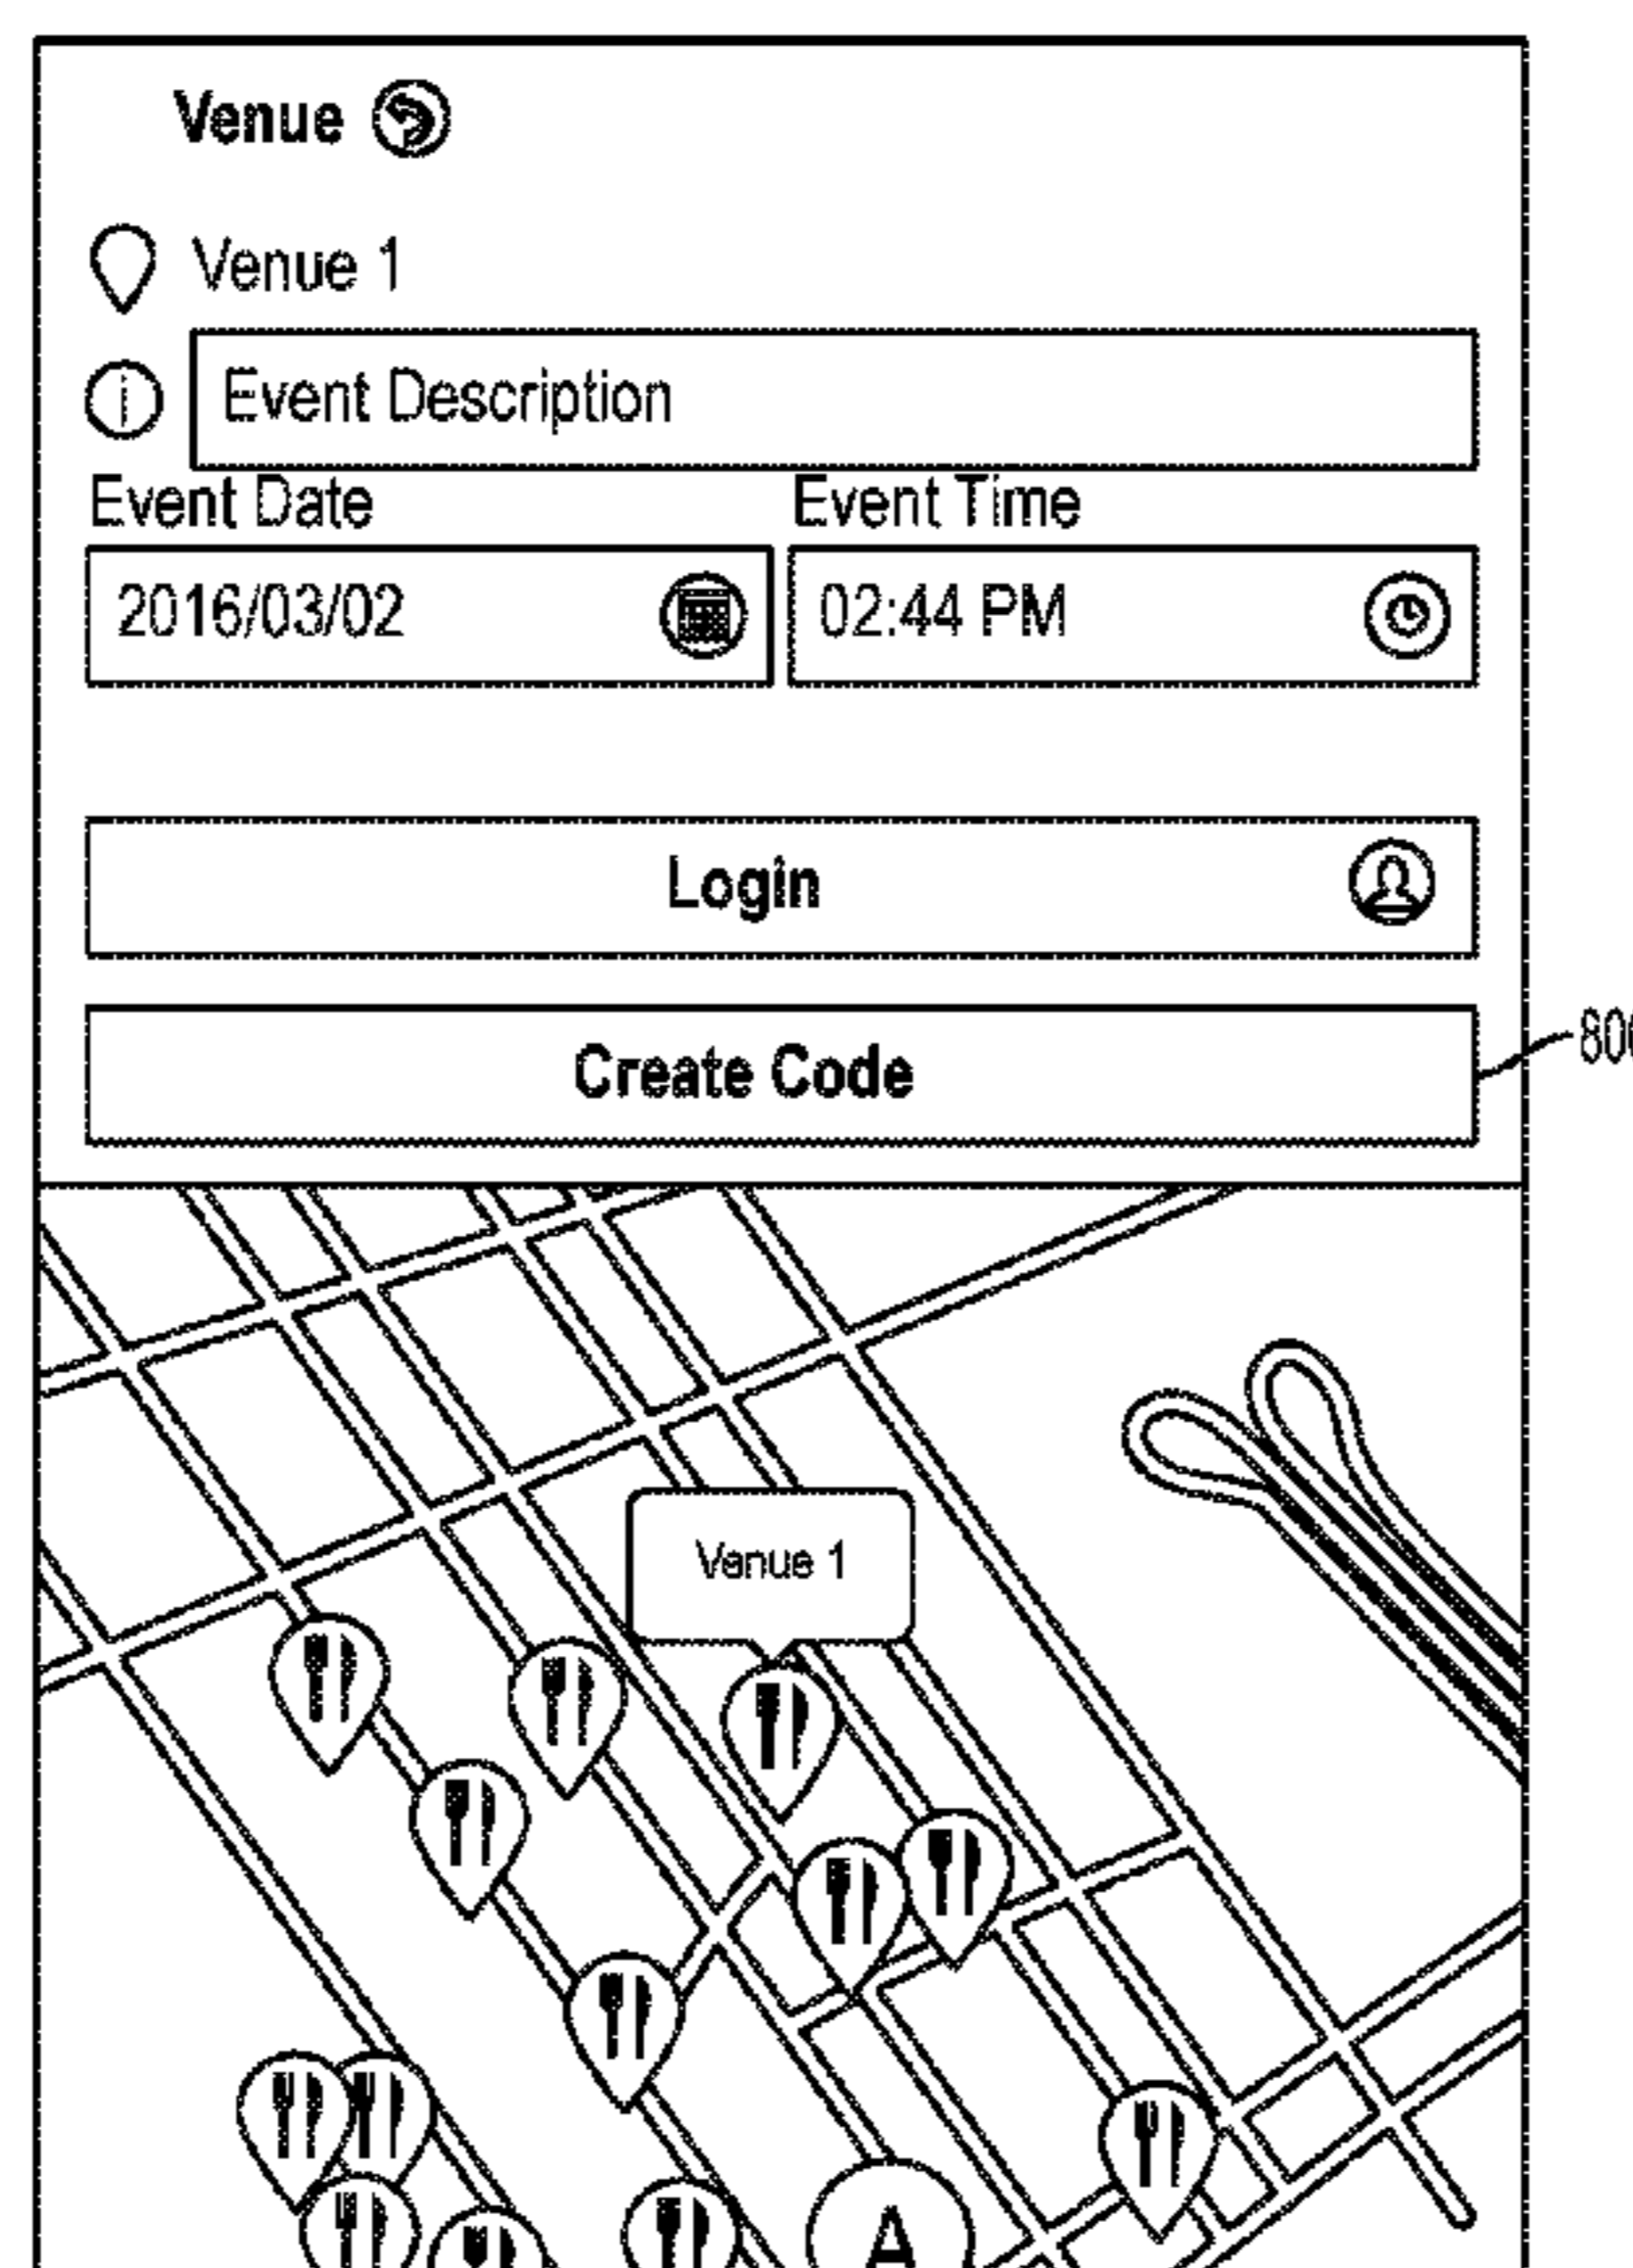 Venue
Venue 1
Event Description
Event Date Event Time
2016/03/02 02:44 PM
Login
Create Code
Venue 1
A